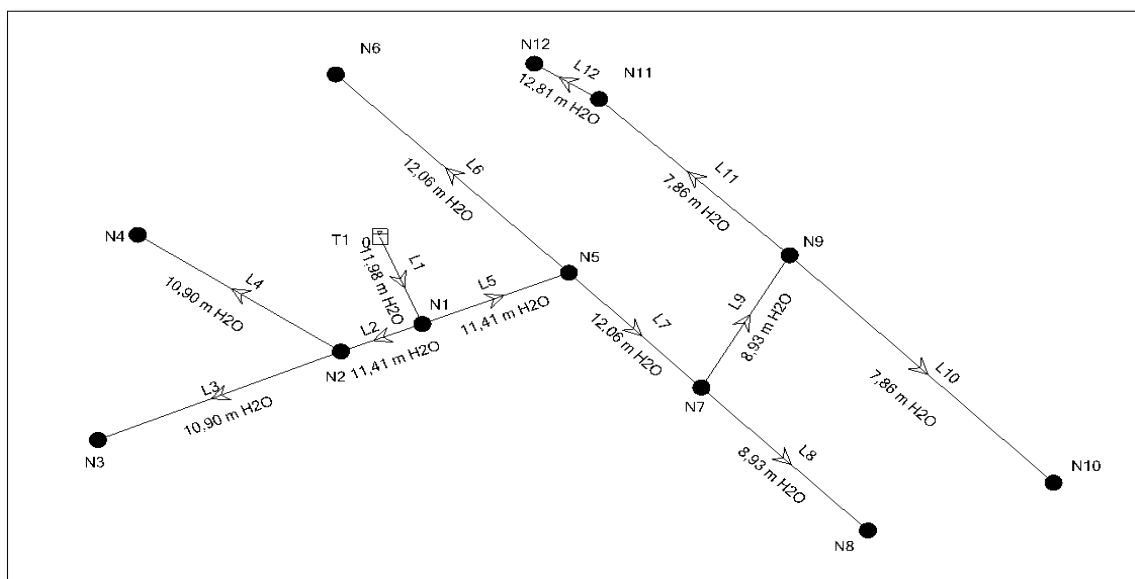 N6
N12
L12
N11
12,81 m H2O
L6
12,06 m H2O
L11
7,86 m H2O
N4
T1
0
L1
11,98 m H2O
N5
N9
L4
10,90 m H2O
N1
L5
11,41 m H2O
L2
11,41 m H2O
N2
L7
12,06 m H2O
L9
8,93 m H2O
L3
10,90 m H2O
N3
L10
7,86 m H2O
N7
L8
8,93 m H2O
N10
N8